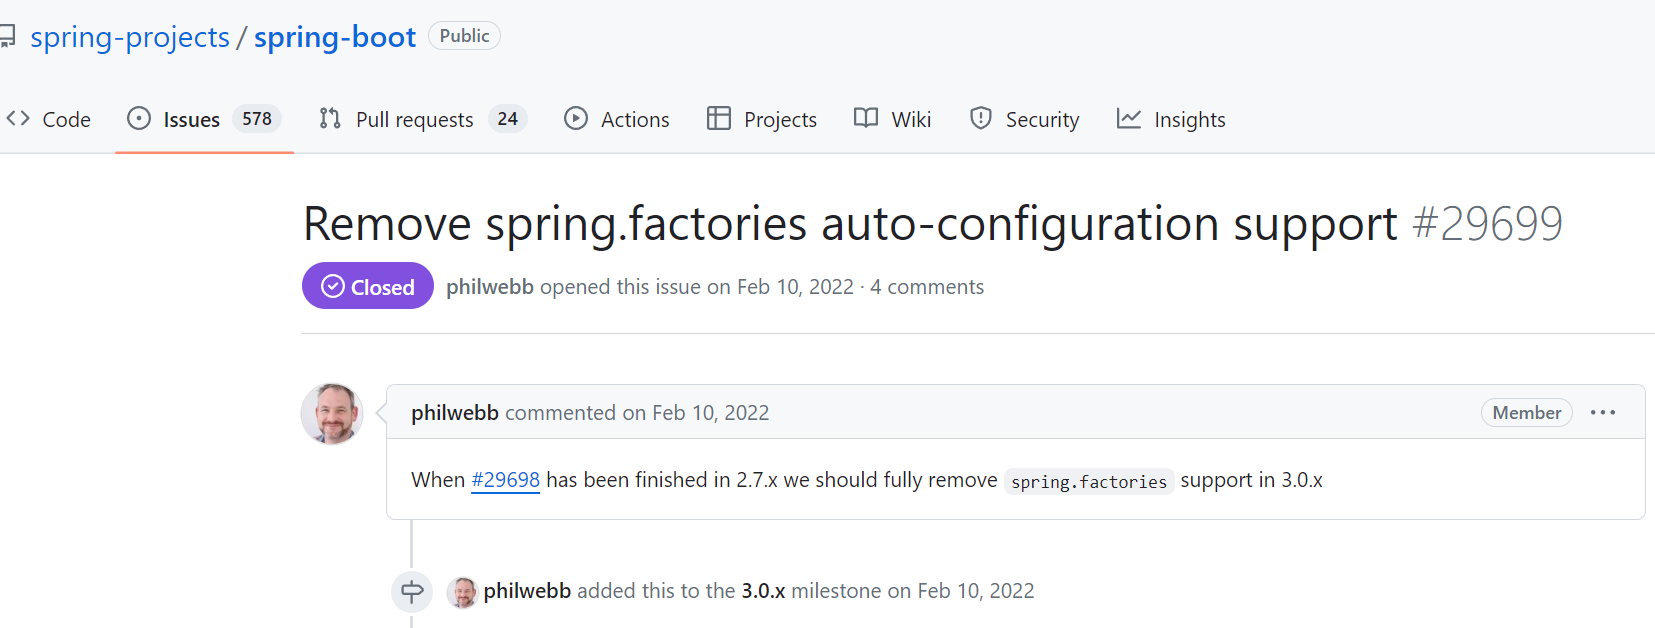 spring-projects / spring-boot Public
Code Issues 578 Pull requests 24 Actions Projects Wiki Security Insights
Remove spring.factories auto-configuration support #29699
Closed philwebb opened this issue on Feb 10, 2022 · 4 comments
philwebb commented on Feb 10, 2022 Member ...
When #29698 has been finished in 2.7.x we should fully remove spring.factories support in 3.0.x
philwebb added this to the 3.0.x milestone on Feb 10, 2022